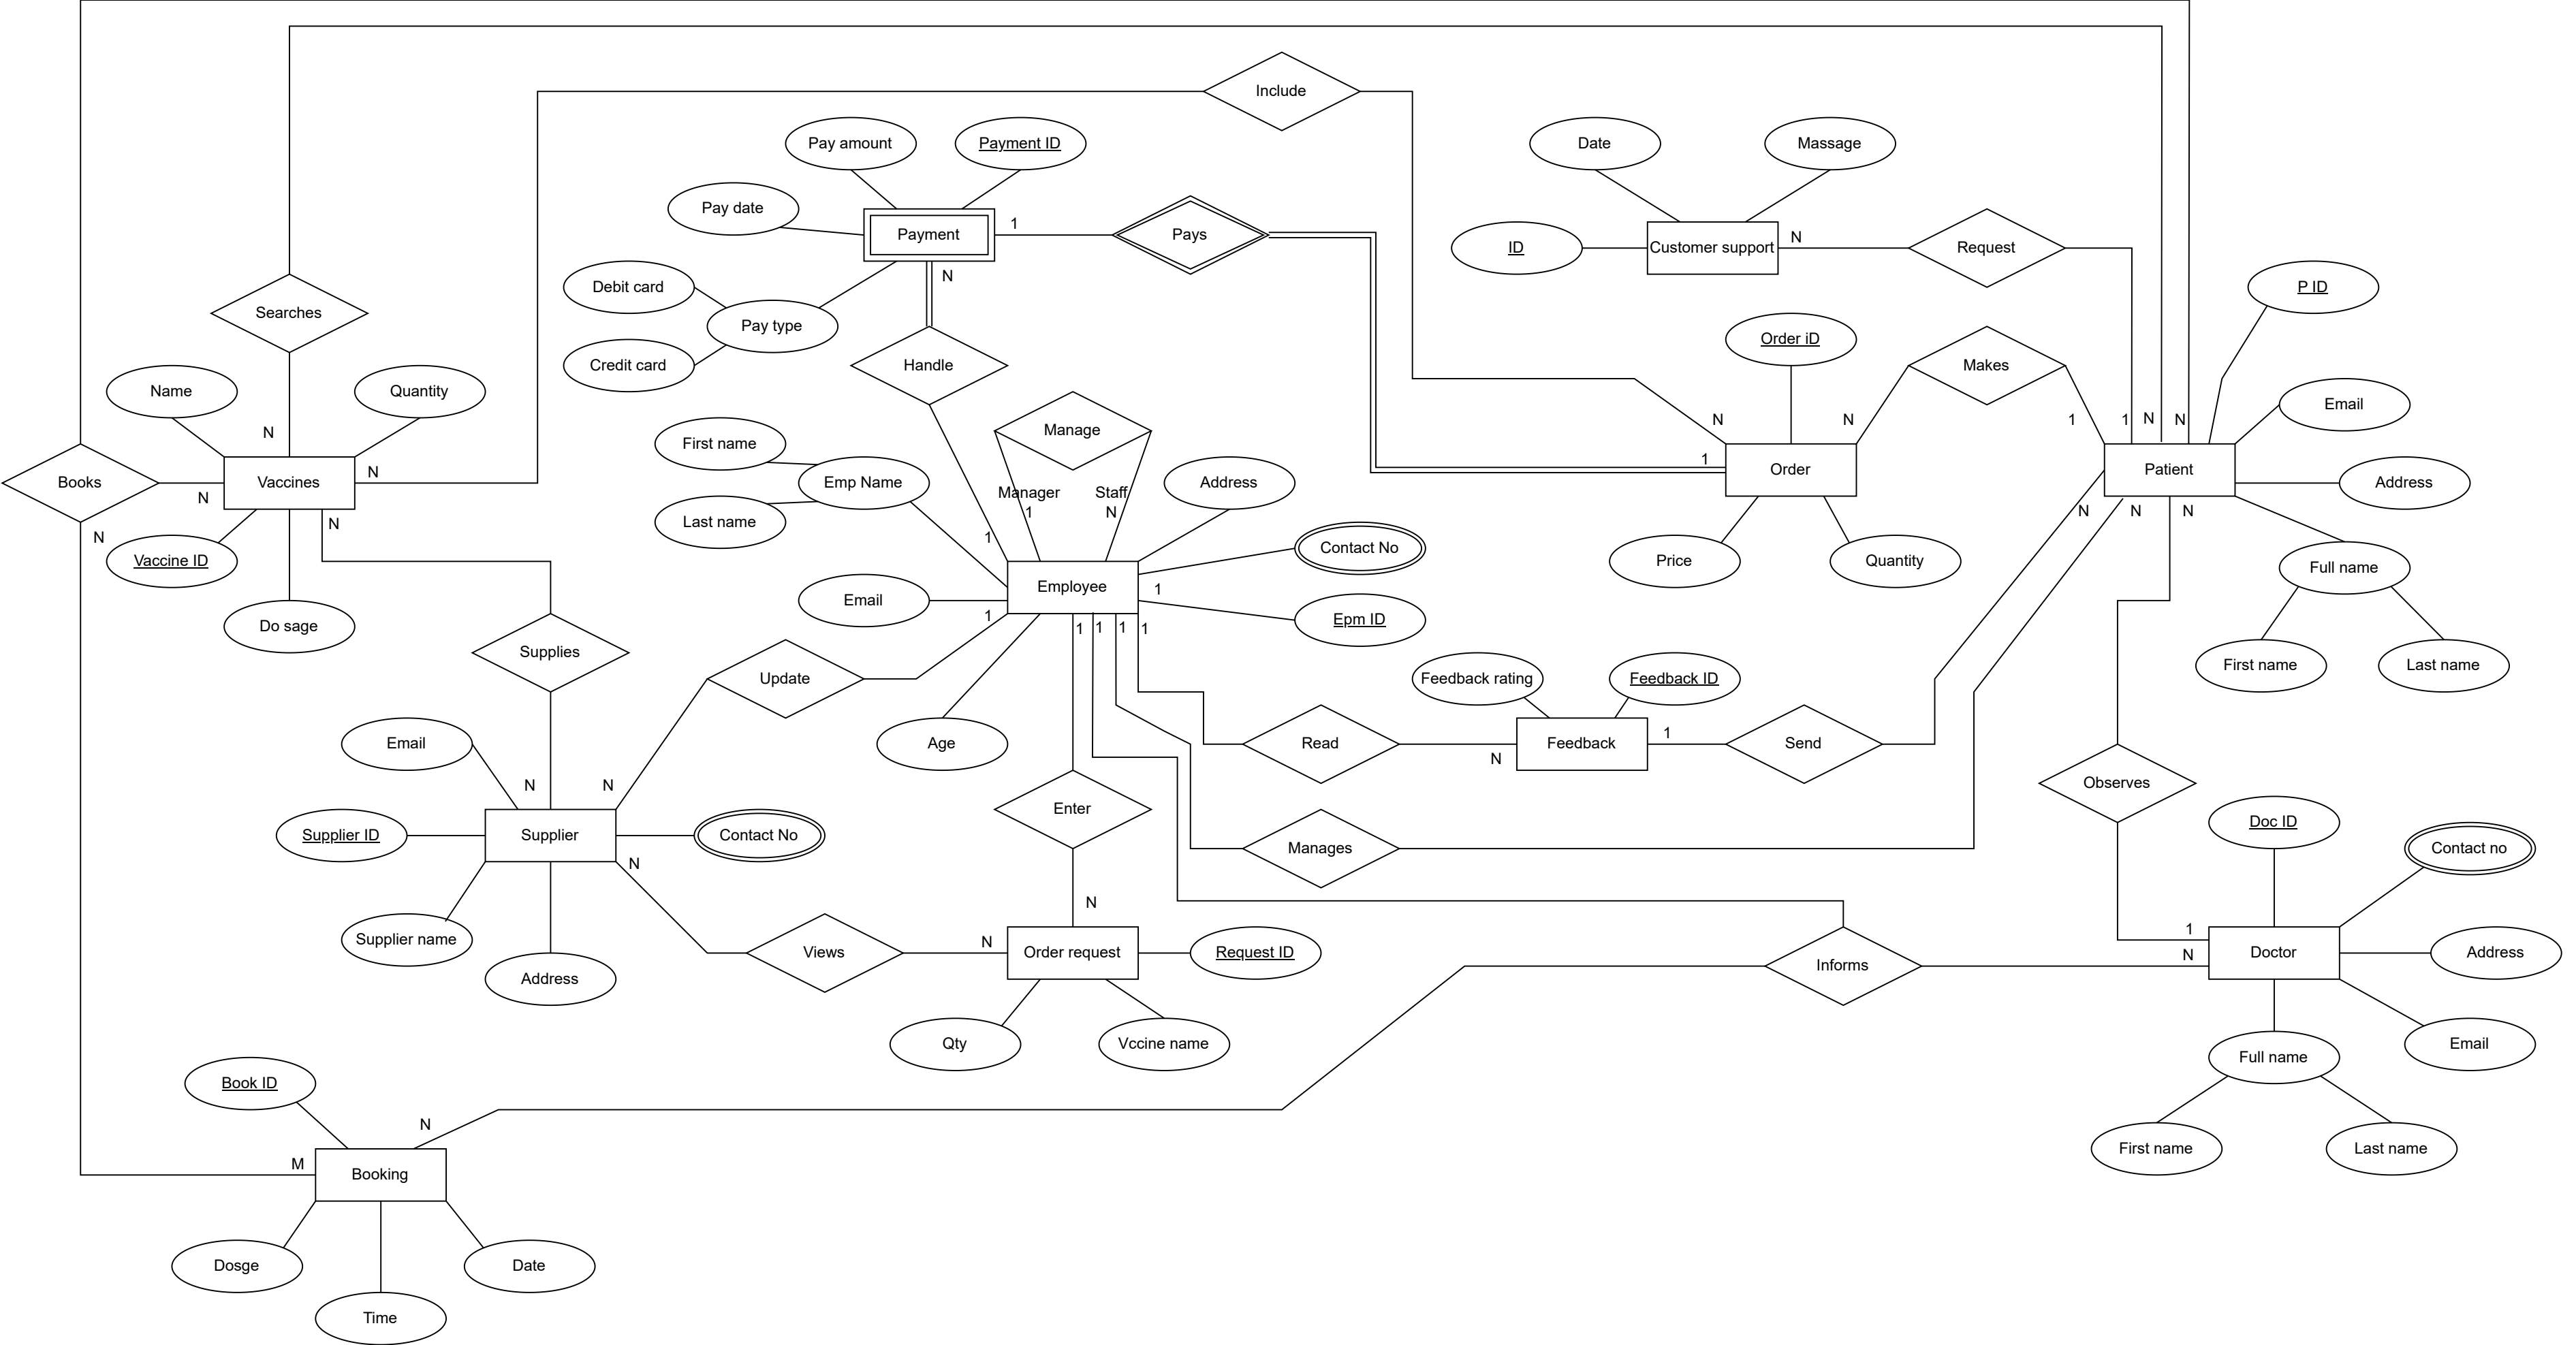 Include
Date
Massage
Pay amount
Payment ID
Pay date
Payment
1
Pays
ID
Customer support
N
Request
N
Debit card
Pay type
Credit card
P ID
Searches
Handle
Order iD
Makes
Name
Quantity
Manage
Email
N
N
1
1
N
N
N
First name
Emp Name
Last name
Manager
1
Staff
N
Address
1
Order
Patient
Books
N
Vaccines
N
Address
N
N
N
N
N
1
Contact No
Vaccine ID
Price
Quantity
Full name
Email
Employee
1
Epm ID
1
1
1
1
1
Do sage
Supplies
Update
First name
Last name
Feedback rating
Feedback ID
Email
Age
Read
N
Feedback
1
Send
Observes
N
N
Enter
Doc ID
Supplier ID
Supplier
Contact No
Manages
Contact no
N
N
Supplier name
Address
Views
N
Order request
Request ID
Informs
1
N
Doctor
Address
Qty
Vccine name
Full name
Email
Book ID
N
First name
Last name
M
Booking
Dosge
Date
Time